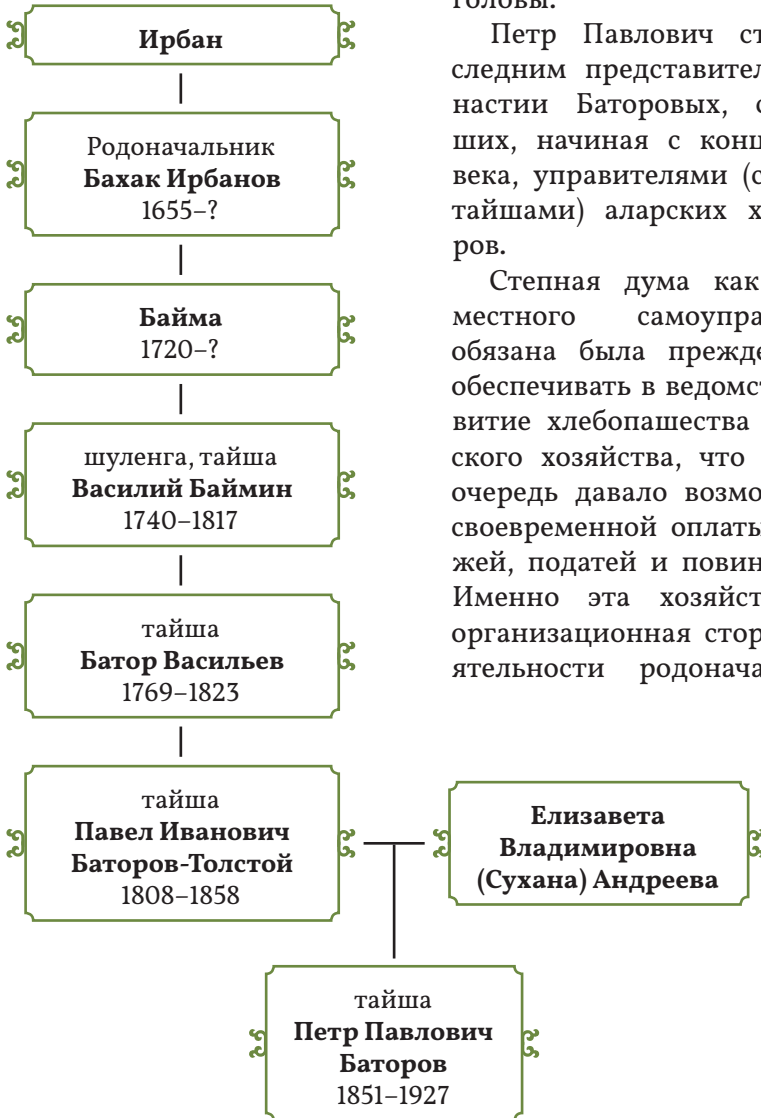 Ирбан
Родоначальник
Бахак Ирбанов
1655–?
Байма
1720–?
шуленга, тайша
Василий Баймин
1740–1817
тайша
Батор Васильев
1769–1823
тайша
Павел Иванович
Баторов-Толстой
1808–1858
Елизавета
Владимировна
(Сухана) Андреева
тайша
Петр Павлович
Баторов
1851–1927
головы.
Петр Павлович ст
следним представител
настии Баторовых, с
ших, начиная с конц
века, управителями (с
тайшами) аларских х
ров.
Степная дума как
местного самоупра
обязана была прежде
обеспечивать в ведомст
витие хлебопашества
ского хозяйства, что
очередь давало возмо
своевременной оплаты
жей, податей и повин
Именно эта хозяйст
организационная стор
ятельности родонача